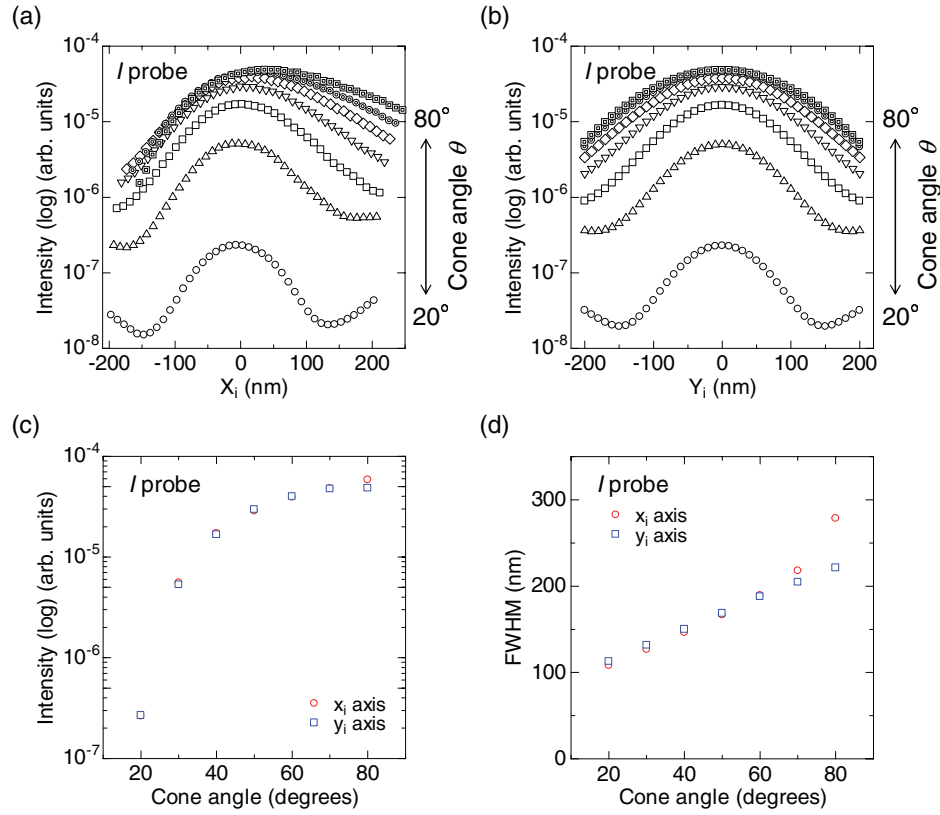 (a)
10⁻⁴
10⁻⁵
10⁻⁶
10⁻⁷
10⁻⁸
Intensity (log) (arb. units)
I probe
-200 -100 0 100 200
Xᵢ (nm)
80°
Cone angle θ
20°
(b)
10⁻⁴
10⁻⁵
10⁻⁶
10⁻⁷
10⁻⁸
Intensity (log) (arb. units)
I probe
-200 -100 0 100 200
Yᵢ (nm)
80°
Cone angle θ
20°
(c)
10⁻⁴
10⁻⁵
10⁻⁶
10⁻⁷
Intensity (log) (arb. units)
I probe
xᵢ axis
yᵢ axis
20 40 60 80
Cone angle (degrees)
(d)
300
200
100
0
FWHM (nm)
I probe
xᵢ axis
yᵢ axis
20 40 60 80
Cone angle (degrees)